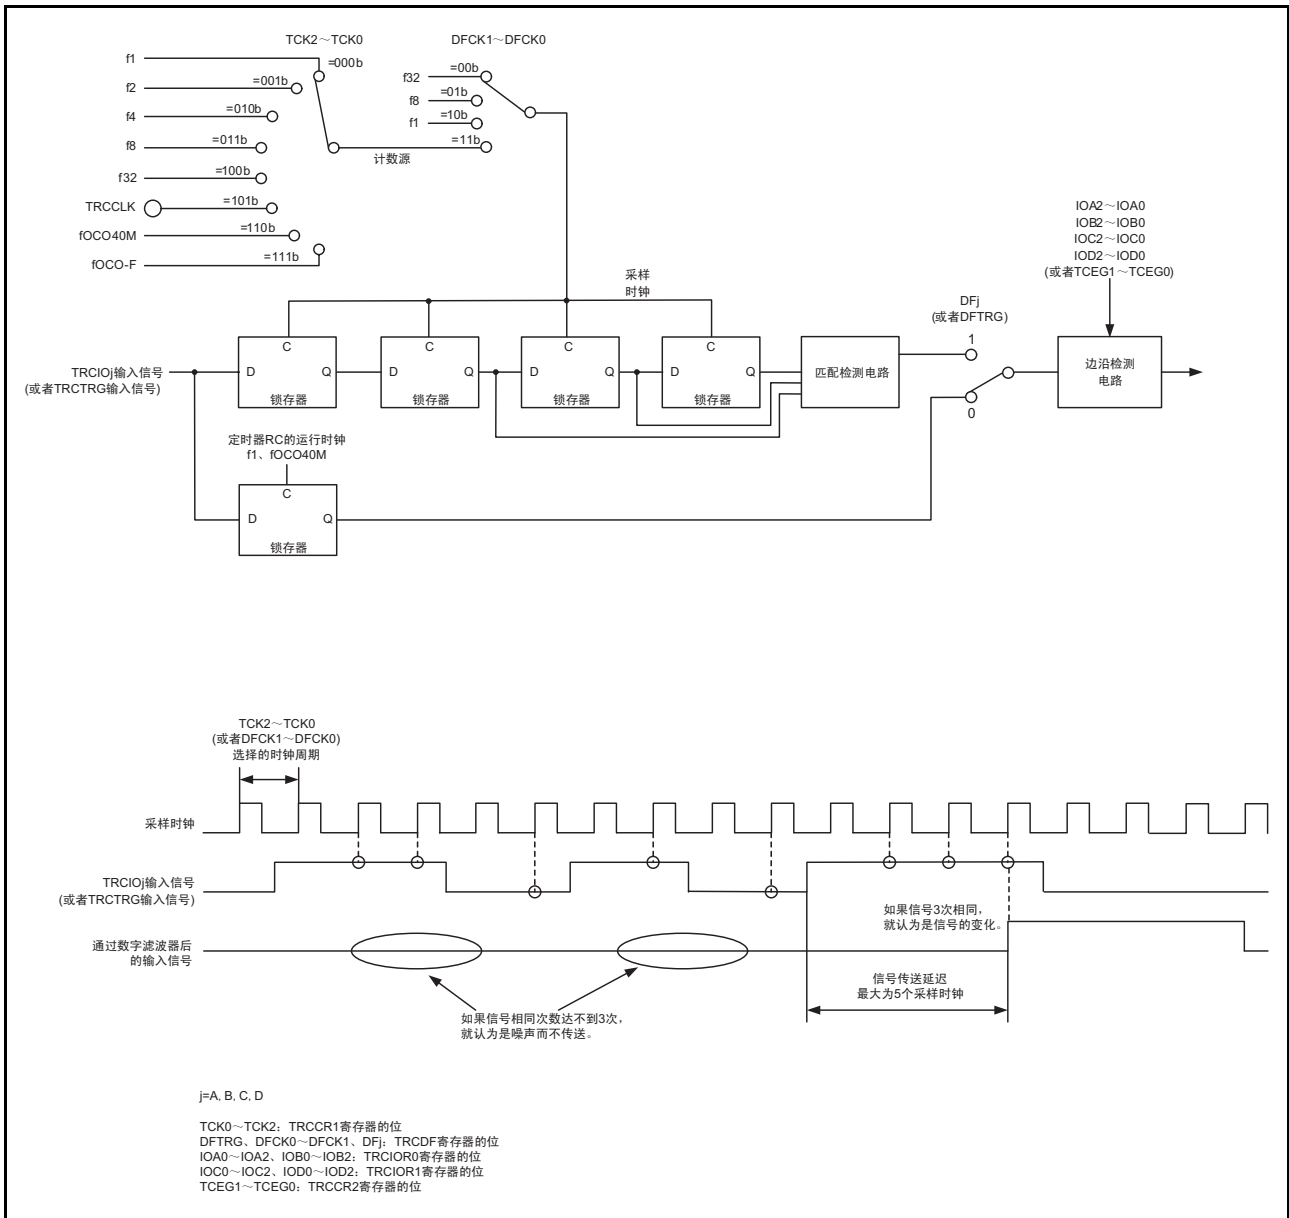 TCK2～TCK0
DFCK1～DFCK0
f1
=000b
f2
=001b
f4
=010b
f8
=011b
f32
=100b
TRCCLK
=101b
fOCO40M
=110b
fOCO-F
=111b
f32
=00b
f8
=01b
f1
=10b
=11b
计数源
采样
时钟
IOA2～IOA0
IOB2～IOB0
IOC2～IOC0
IOD2～IOD0
(或者TCEG1～TCEG0)
DFj
(或者DFTRG)
1
0
TRCIOj输入信号
(或者TRCTRG输入信号)
C
D
Q
锁存器
C
D
Q
锁存器
C
D
Q
锁存器
C
D
Q
锁存器
匹配检测电路
边沿检测
电路
定时器RC的运行时钟
f1、fOCO40M
C
D
Q
锁存器
TCK2～TCK0
(或者DFCK1～DFCK0)
选择的时钟周期
采样时钟
TRCIOj输入信号
(或者TRCTRG输入信号)
如果信号3次相同，
就认为是信号的变化。
通过数字滤波器后
的输入信号
信号传送延迟
最大为5个采样时钟
如果信号相同次数达不到3次，
就认为是噪声而不传送。
j=A, B, C, D
TCK0～TCK2：TRCCR1寄存器的位
DFTRG、DFCK0～DFCK1、DFj：TRCDF寄存器的位
IOA0～IOA2、IOB0～IOB2：TRCIOR0寄存器的位
IOC0～IOC2、IOD0～IOD2：TRCIOR1寄存器的位
TCEG1～TCEG0：TRCCR2寄存器的位